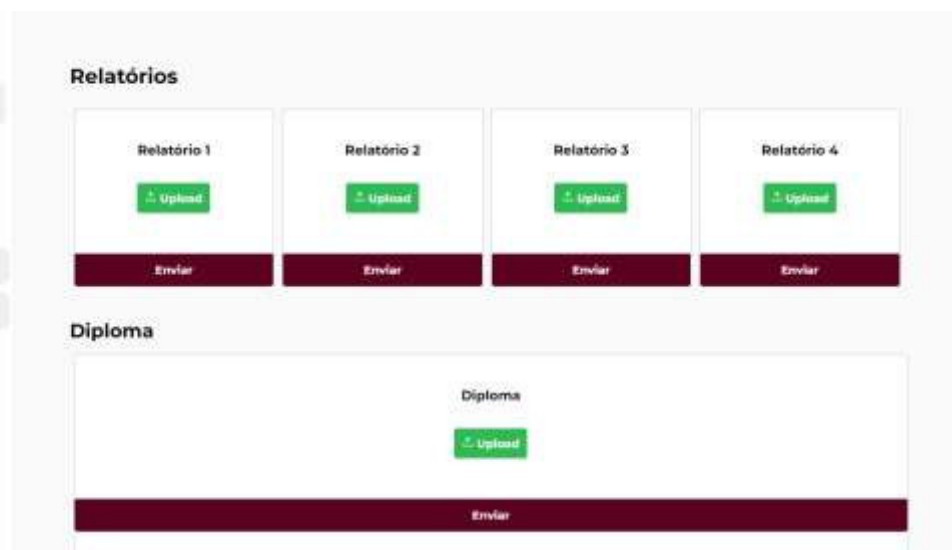 Relatórios
Relatório 1
Relatório 2
Relatório 3
Relatório 4
Upload
Upload
Upload
Upload
Enviar
Enviar
Enviar
Enviar
Diploma
Diploma
Upload
Enviar